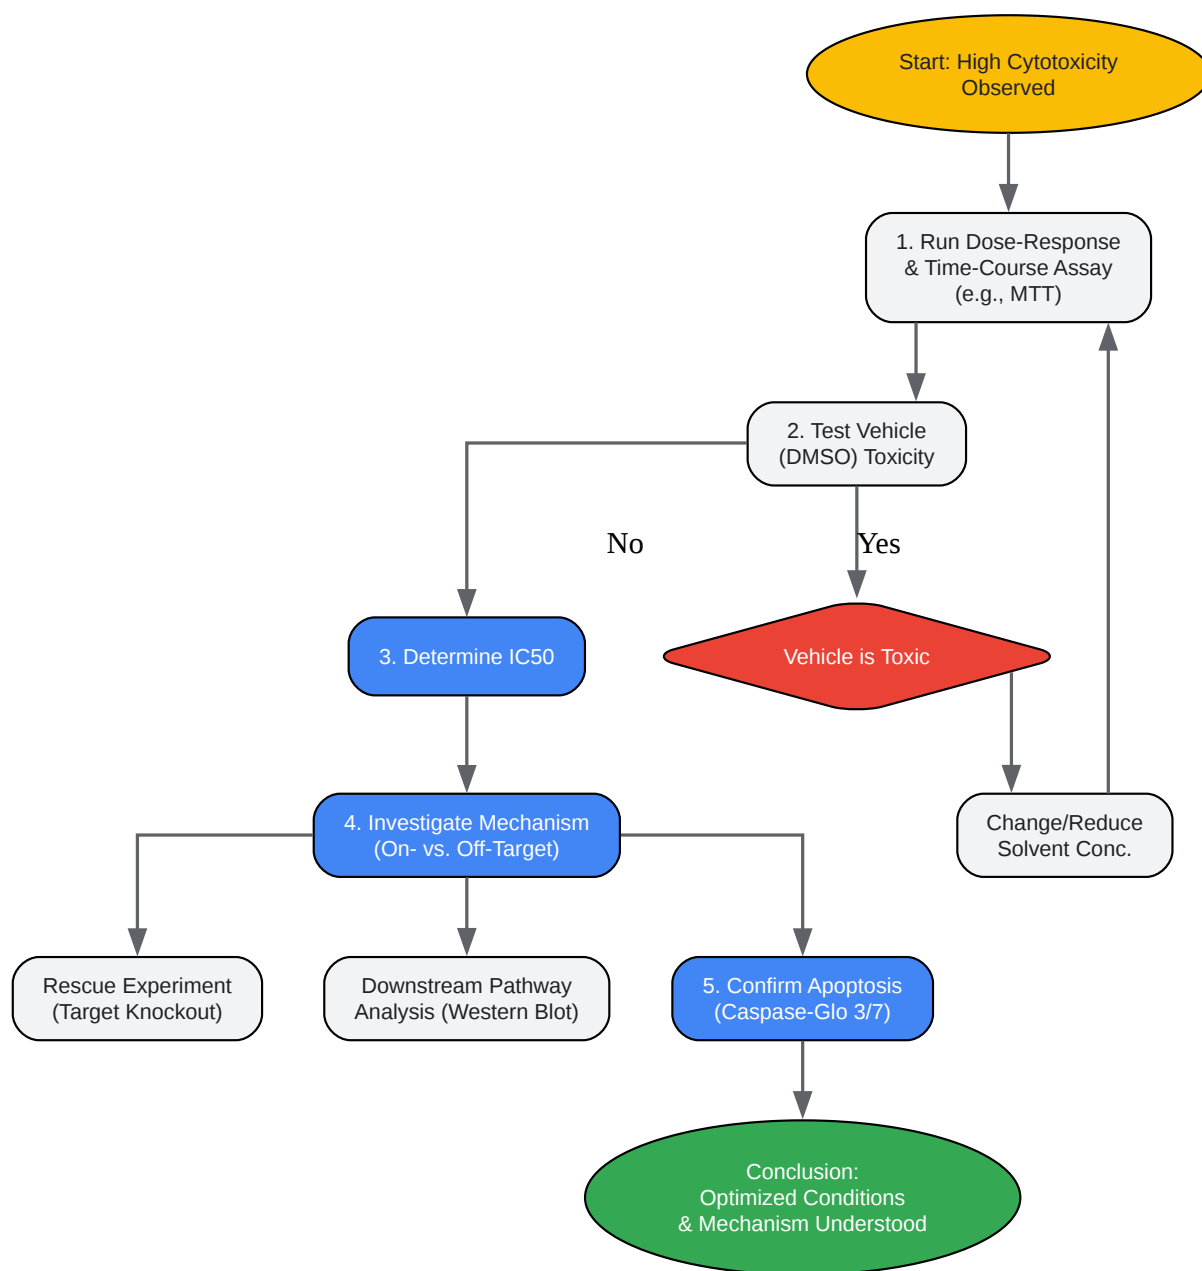 Start: High Cytotoxicity
Observed
1. Run Dose-Response
& Time-Course Assay
(e.g., MTT)
2. Test Vehicle
(DMSO) Toxicity
No
Yes
3. Determine IC50
Vehicle is Toxic
4. Investigate Mechanism
(On- vs. Off-Target)
Change/Reduce
Solvent Conc.
Rescue Experiment
(Target Knockout)
Downstream Pathway
Analysis (Western Blot)
5. Confirm Apoptosis
(Caspase-Glo 3/7)
Conclusion:
Optimized Conditions
& Mechanism Understood